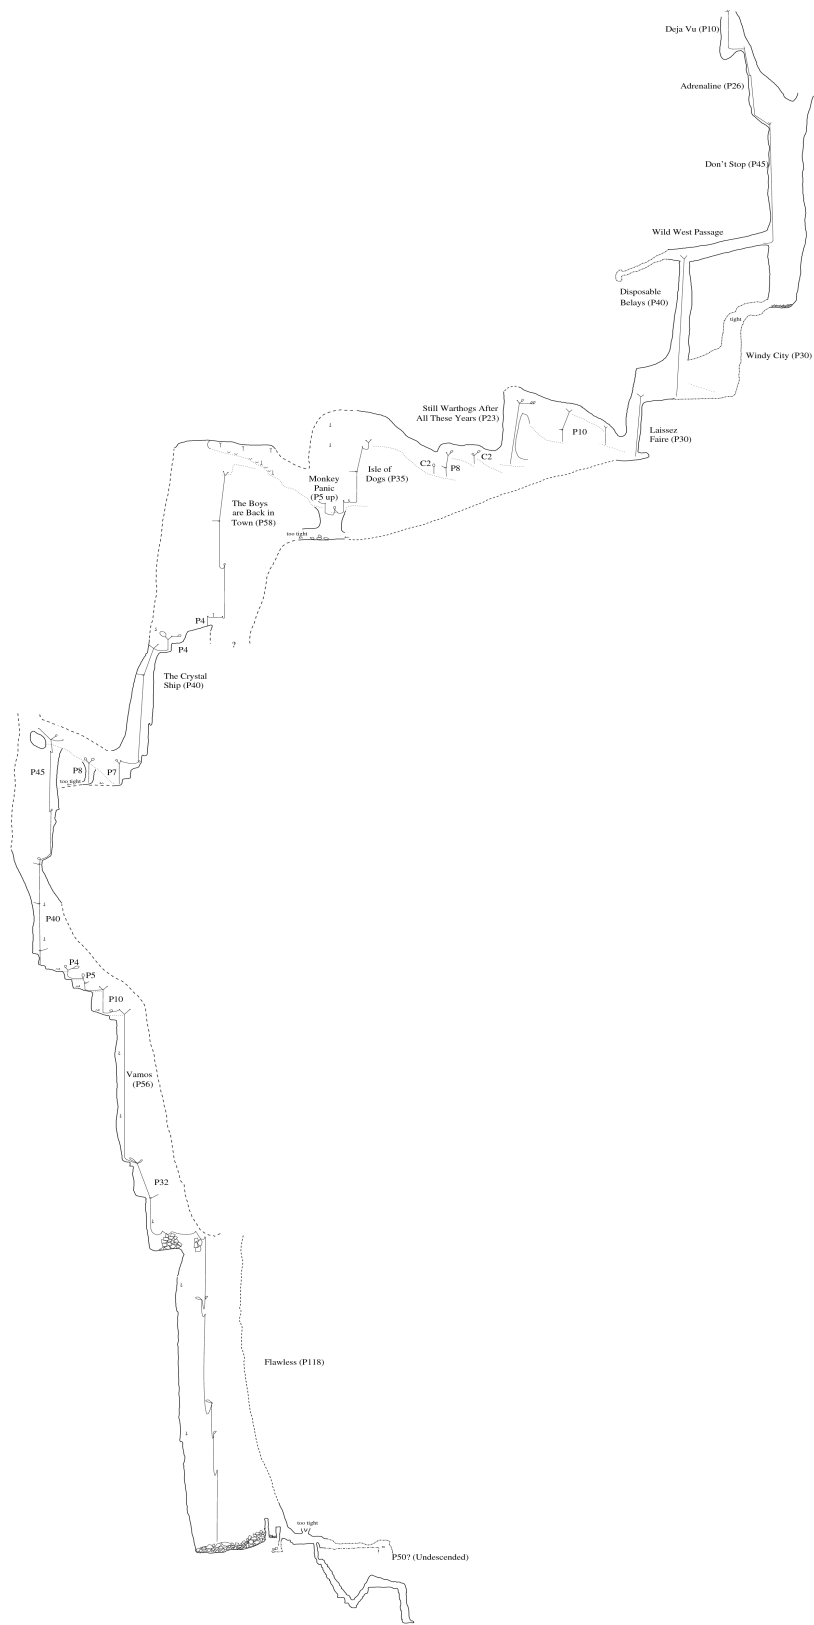 Deja Vu (P10)
Adrenaline (P26)
Don't Stop (P45)
Wild West Passage
Disposable
Belays (P40)
tight
Windy City (P30)
Still Warthogs After
All These Years (P23)
P10
Laissez
Faire (P30)
C2
P8
C2
Isle of
Dogs (P35)
Monkey
Panic
(P5 up)
The Boys
are Back in
Town (P58)
too tight
P4
P4
?
The Crystal
Ship (P40)
P45
P8
P7
too tight
P40
P4
P5
P10
Vamos
(P56)
P32
Flawless (P118)
too tight
P50? (Undescended)